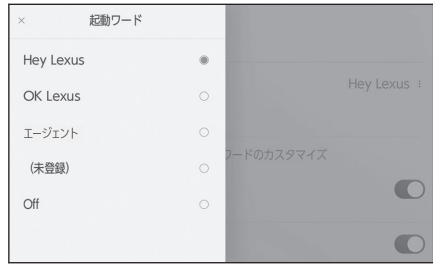 × 起動ワード
Hey Lexus
OK Lexus
エージェント
(未登録)
Off
Hey Lexus
ワードのカスタマイズ